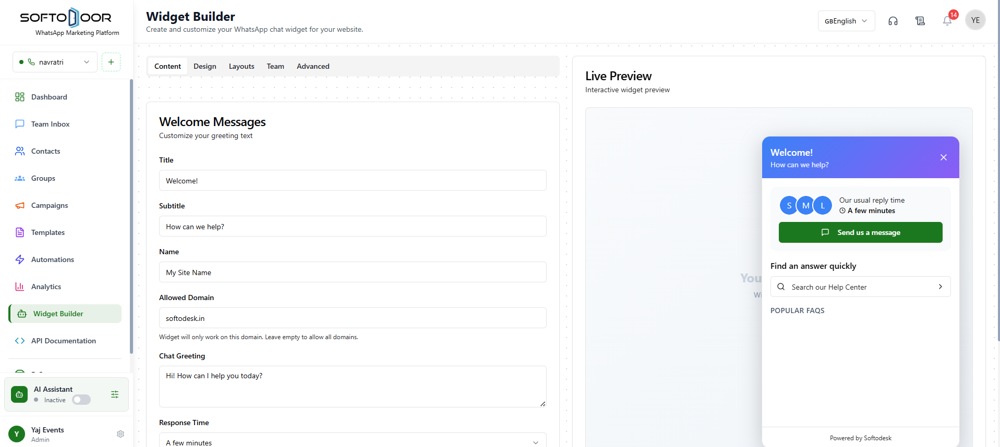 SOFTODOOR
WhatsApp Marketing Platform
navratri
Dashboard
Team Inbox
Contacts
Groups
Campaigns
Templates
Automations
Analytics
Widget Builder
API Documentation
AI Assistant
Inactive
Y
Yaj Events
Admin
Widget Builder
Create and customize your WhatsApp chat widget for your website.
GBEnglish
14
YE
Content
Design
Layouts
Team
Advanced
Welcome Messages
Customize your greeting text
Title
Welcome!
Subtitle
How can we help?
Name
My Site Name
Allowed Domain
softodesk.in
Widget will only work on this domain. Leave empty to allow all domains.
Chat Greeting
Hi! How can I help you today?
Response Time
A few minutes
Live Preview
Interactive widget preview
You
Wi
Welcome!
How can we help?
S M L
Our usual reply time
A few minutes
Send us a message
Find an answer quickly
Search our Help Center
POPULAR FAQS
Powered by Softodesk